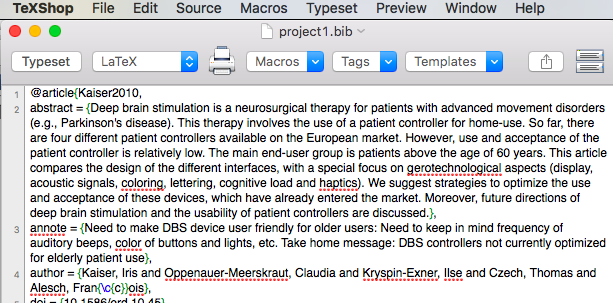 TeXShop File Edit Source Macros Typeset Preview Window Help
project1.bib
Typeset LaTeX Macros Tags Templates
1 @article{Kaiser2010,
2 abstract = {Deep brain stimulation is a neurosurgical therapy for patients with advanced movement disorders
(e.g., Parkinson's disease). This therapy involves the use of a patient controller for home-use. So far, there
are four different patient controllers available on the European market. However, use and acceptance of the
patient controller is relatively low. The main end-user group is patients above the age of 60 years. This article
compares the design of the different interfaces, with a special focus on gerotechnological aspects (display,
acoustic signals, coloring, lettering, cognitive load and haptics). We suggest strategies to optimize the use
and acceptance of these devices, which have already entered the market. Moreover, future directions of
deep brain stimulation and the usability of patient controllers are discussed.},
3 annote = {Need to make DBS device user friendly for older users: Need to keep in mind frequency of
auditory beeps, color of buttons and lights, etc. Take home message: DBS controllers not currently optimized
for elderly patient use},
4 author = {Kaiser, Iris and Oppenauer-Meerskraut, Claudia and Kryspin-Exner, Ilse and Czech, Thomas and
Alesch, Fran{\c{c}}ois},
5 doi = {10.1586/erd.10.45},